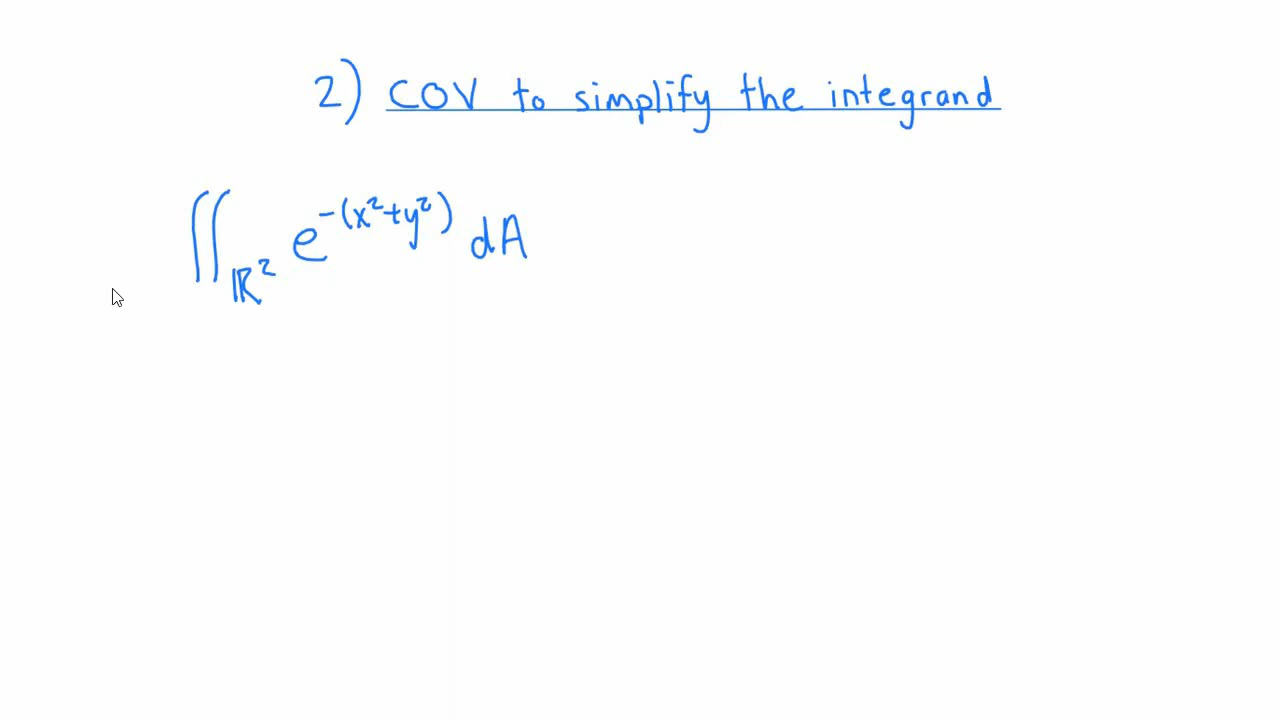 2) COV to simplify the integrand
∬_ℝ² e^{-(x²+y²)} dA